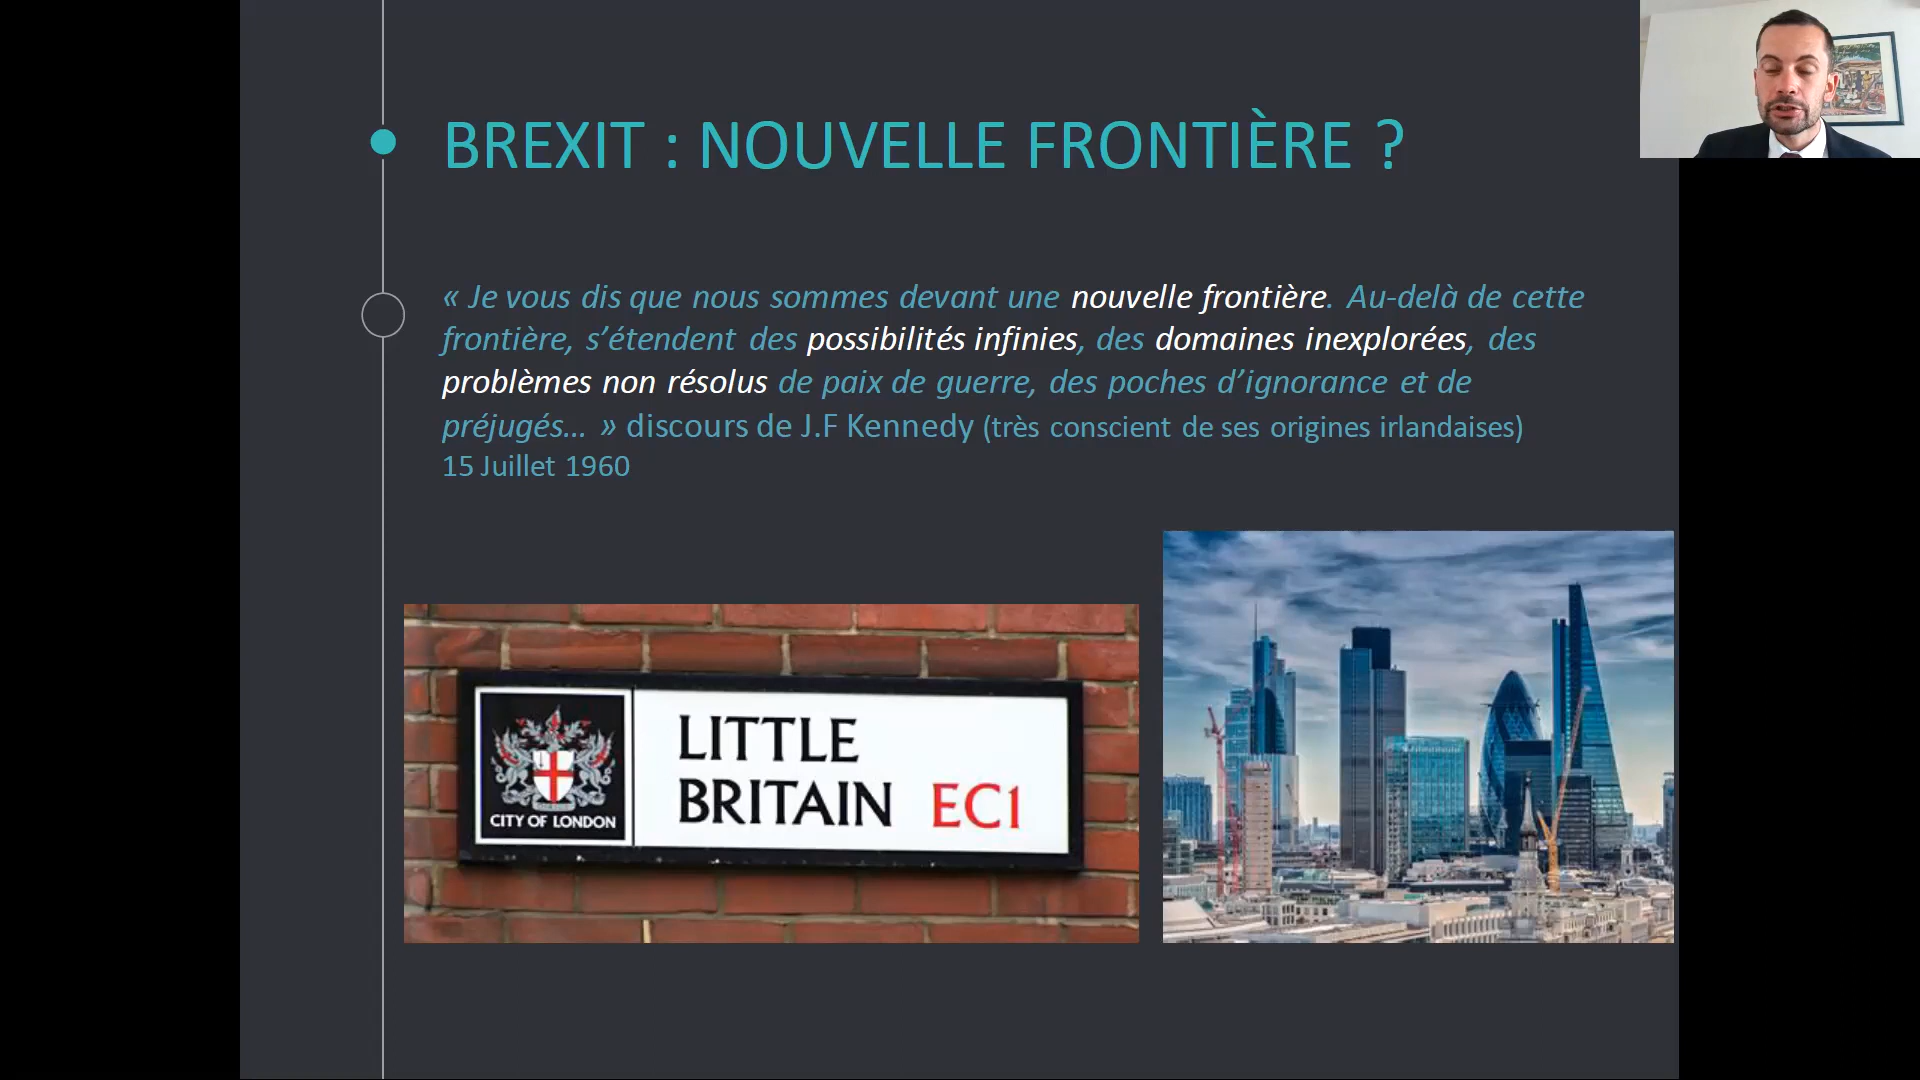 BREXIT : NOUVELLE FRONTIÈRE ?
« Je vous dis que nous sommes devant une nouvelle frontière. Au-delà de cette
frontière, s’étendent des possibilités infinies, des domaines inexplorées, des
problèmes non résolus de paix de guerre, des poches d’ignorance et de
préjugés... » discours de J.F Kennedy (très conscient de ses origines irlandaises)
15 Juillet 1960
LITTLE
BRITAIN EC1
CITY OF LONDON